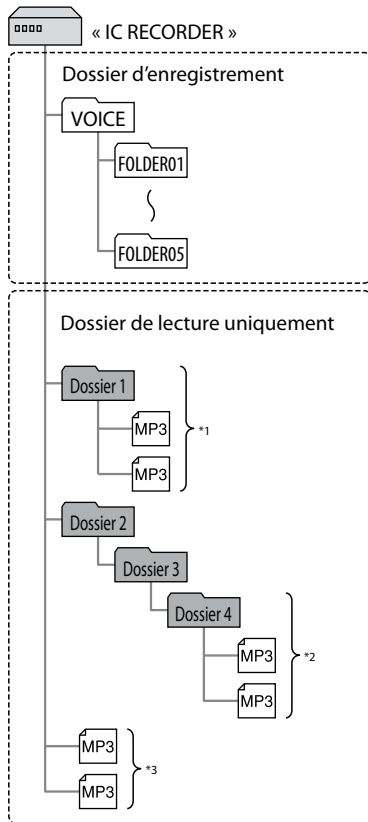 « IC RECORDER »
Dossier d’enregistrement
VOICE
FOLDER01
FOLDER05
Dossier de lecture uniquement
Dossier 1
MP3
*1
MP3
Dossier 2
Dossier 3
Dossier 4
MP3
*2
MP3
MP3
*3
MP3